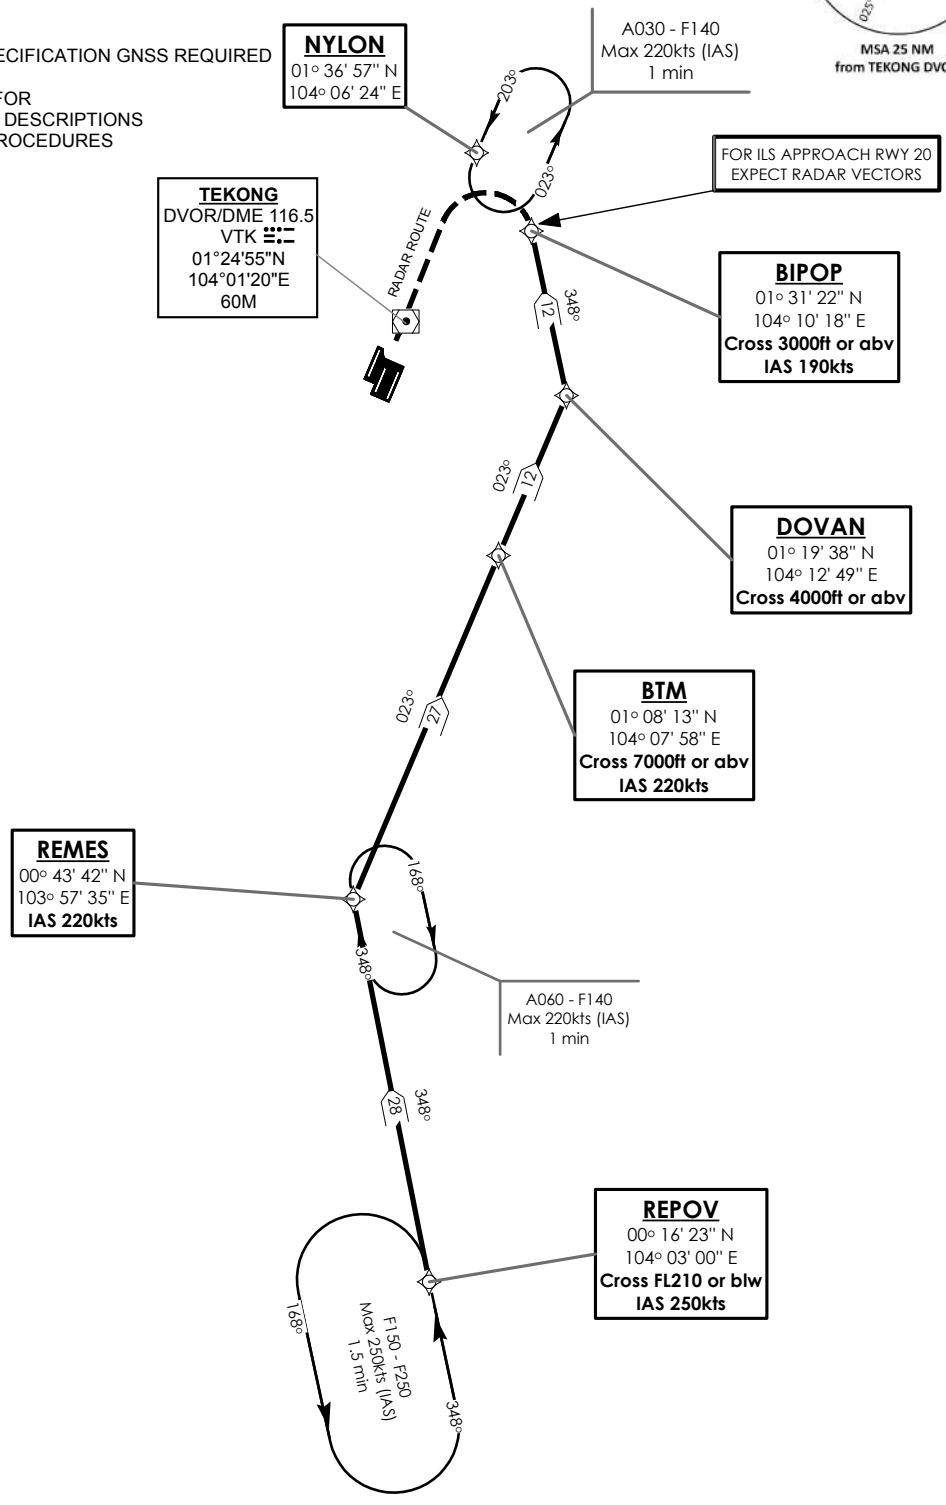 ECIFICATION GNSS REQUIRED
FOR
DESCRIPTIONS
ROCEDURES
NYLON
01° 36' 57" N
104° 06' 24" E
A030 - F140
Max 220kts (IAS)
1 min
025°
MSA 25 NM
from TEKONG DVO
203°
023°
FOR ILS APPROACH RWY 20
EXPECT RADAR VECTORS
TEKONG
DVOR/DME 116.5
VTK
01°24'55"N
104°01'20"E
60M
RADAR ROUTE
BIPOP
01° 31' 22" N
104° 10' 18" E
Cross 3000ft or abv
IAS 190kts
348°
12
023°
12
DOVAN
01° 19' 38" N
104° 12' 49" E
Cross 4000ft or abv
BTM
01° 08' 13" N
104° 07' 58" E
Cross 7000ft or abv
IAS 220kts
023°
27
REMES
00° 43' 42" N
103° 57' 35" E
IAS 220kts
168°
348°
A060 - F140
Max 220kts (IAS)
1 min
348°
28
REPOV
00° 16' 23" N
104° 03' 00" E
Cross FL210 or blw
IAS 250kts
168°
F150 - F250
Max 250kts (IAS)
1.5 min
348°